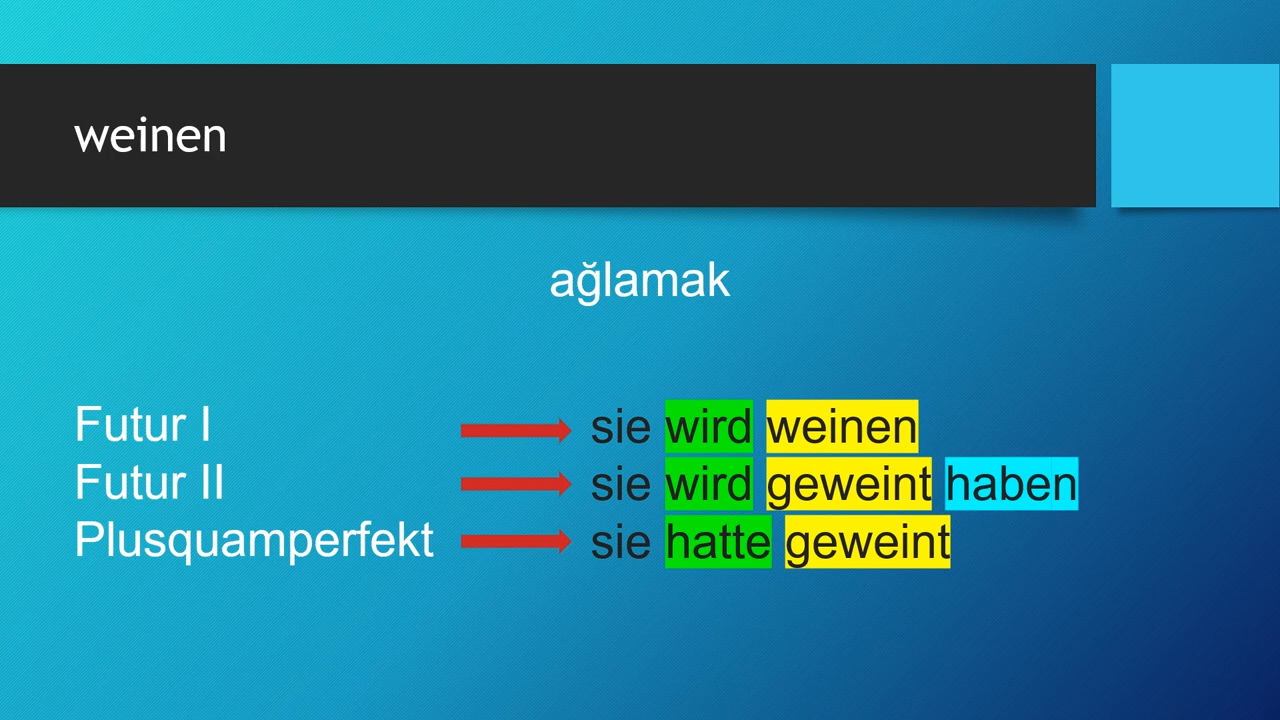 weinen
ağlamak
Futur I sie wird weinen
Futur II sie wird geweint haben
Plusquamperfekt sie hatte geweint